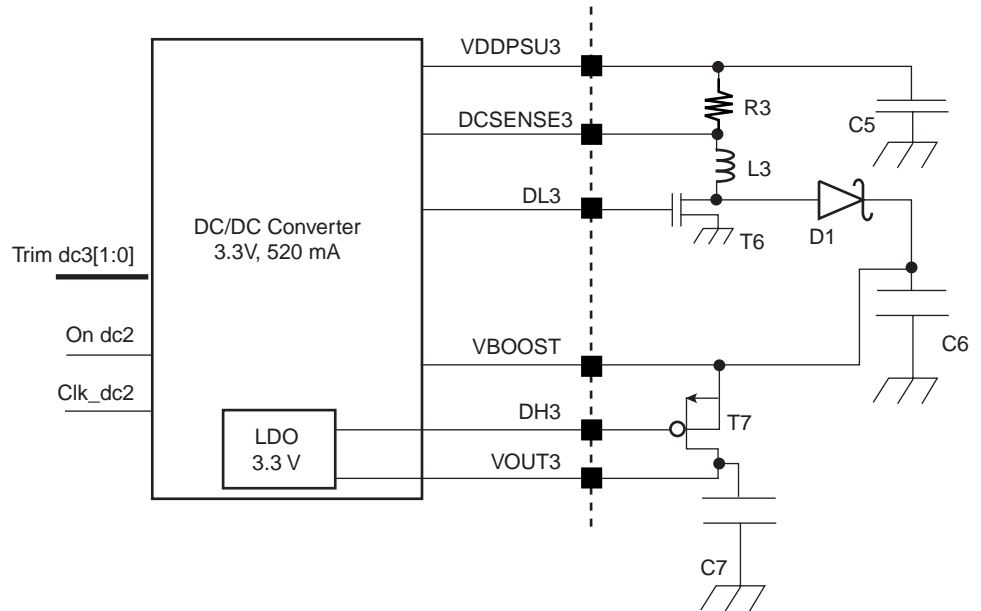 VDDPSU3
R3
C5
DCSENSE3
L3
DL3
DC/DC Converter
3.3V, 520 mA
T6
D1
Trim dc3[1:0]
On dc2
VBOOST
C6
Clk_dc2
DH3
T7
LDO
3.3 V
VOUT3
C7